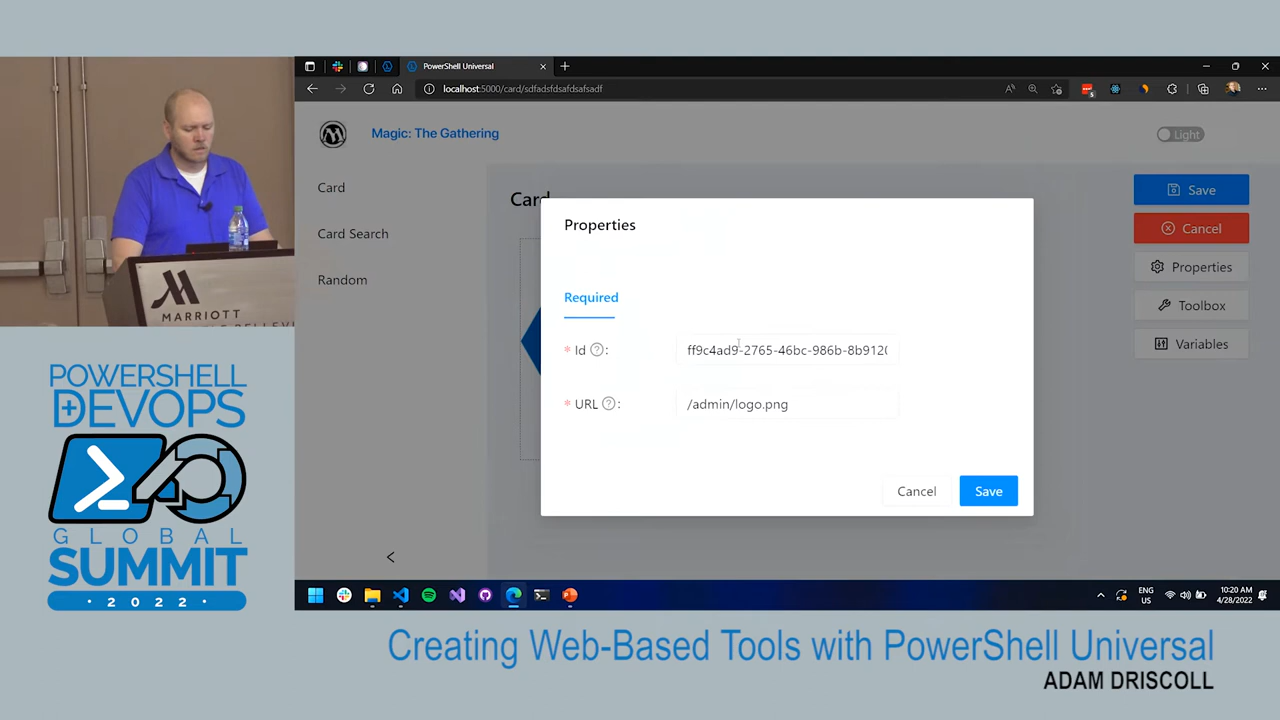 PowerShell Universal
localhost:5000/card/sdfadsfdsafdsafsadf
Magic: The Gathering
Light
Card
Card Search
Random
Card
Save
Cancel
Properties
Toolbox
Variables
Properties
Required
* Id ? :
ff9c4ad9-2765-46bc-986b-8b912
* URL ? :
/admin/logo.png
Cancel
Save
MARRIOTT
ENG
US
10:20 AM
4/28/2022
POWERSHELL
DEVOPS
GLOBAL
SUMMIT
· 2022 ·
Creating Web-Based Tools with PowerShell Universal
ADAM DRISCOLL